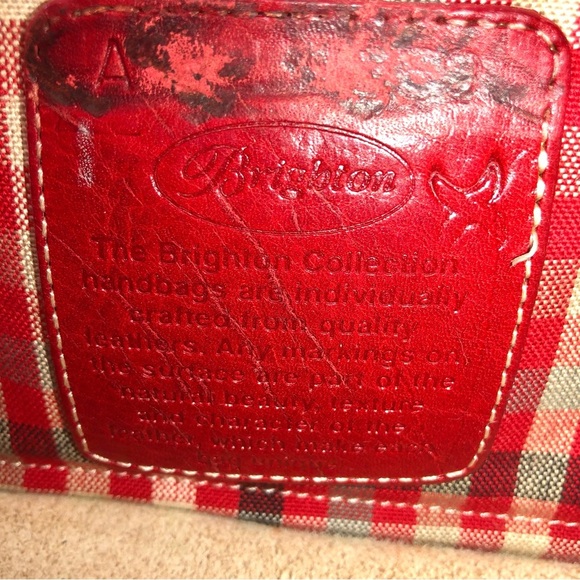 A
Brighton
The Brighton Collection
handbags are individually
crafted from quality
leathers. Any markings on
the surface are part of the
natural beauty, texture
and character of the
leather, which make each